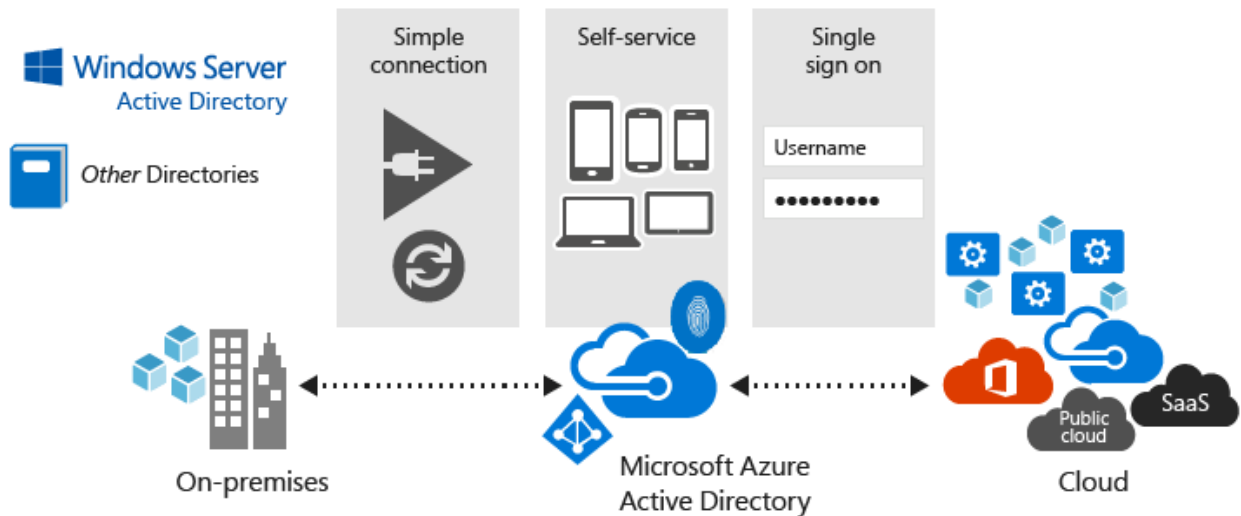 Windows Server
Active Directory
Other Directories
Simple
connection
Self-service
Single
sign on
Username
●●●●●●●●●
On-premises
Microsoft Azure
Active Directory
Public
cloud
SaaS
Cloud